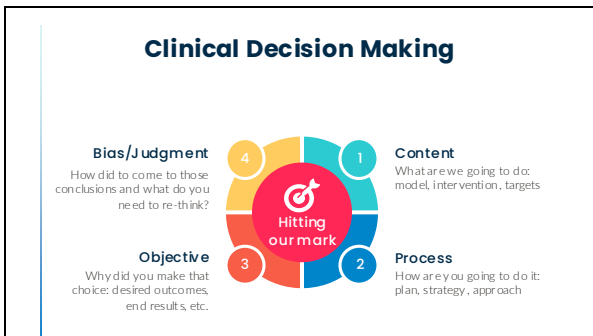 Clinical Decision Making
Bias/Judgment
How did to come to those
conclusions and what do you
need to re-think?
4
1
Content
What are we going to do:
model, intervention, targets
Hitting
our mark
Objective
Why did you make that
choice: desired outcomes,
end results, etc.
3
2
Process
How are you going to do it:
plan, strategy, approach